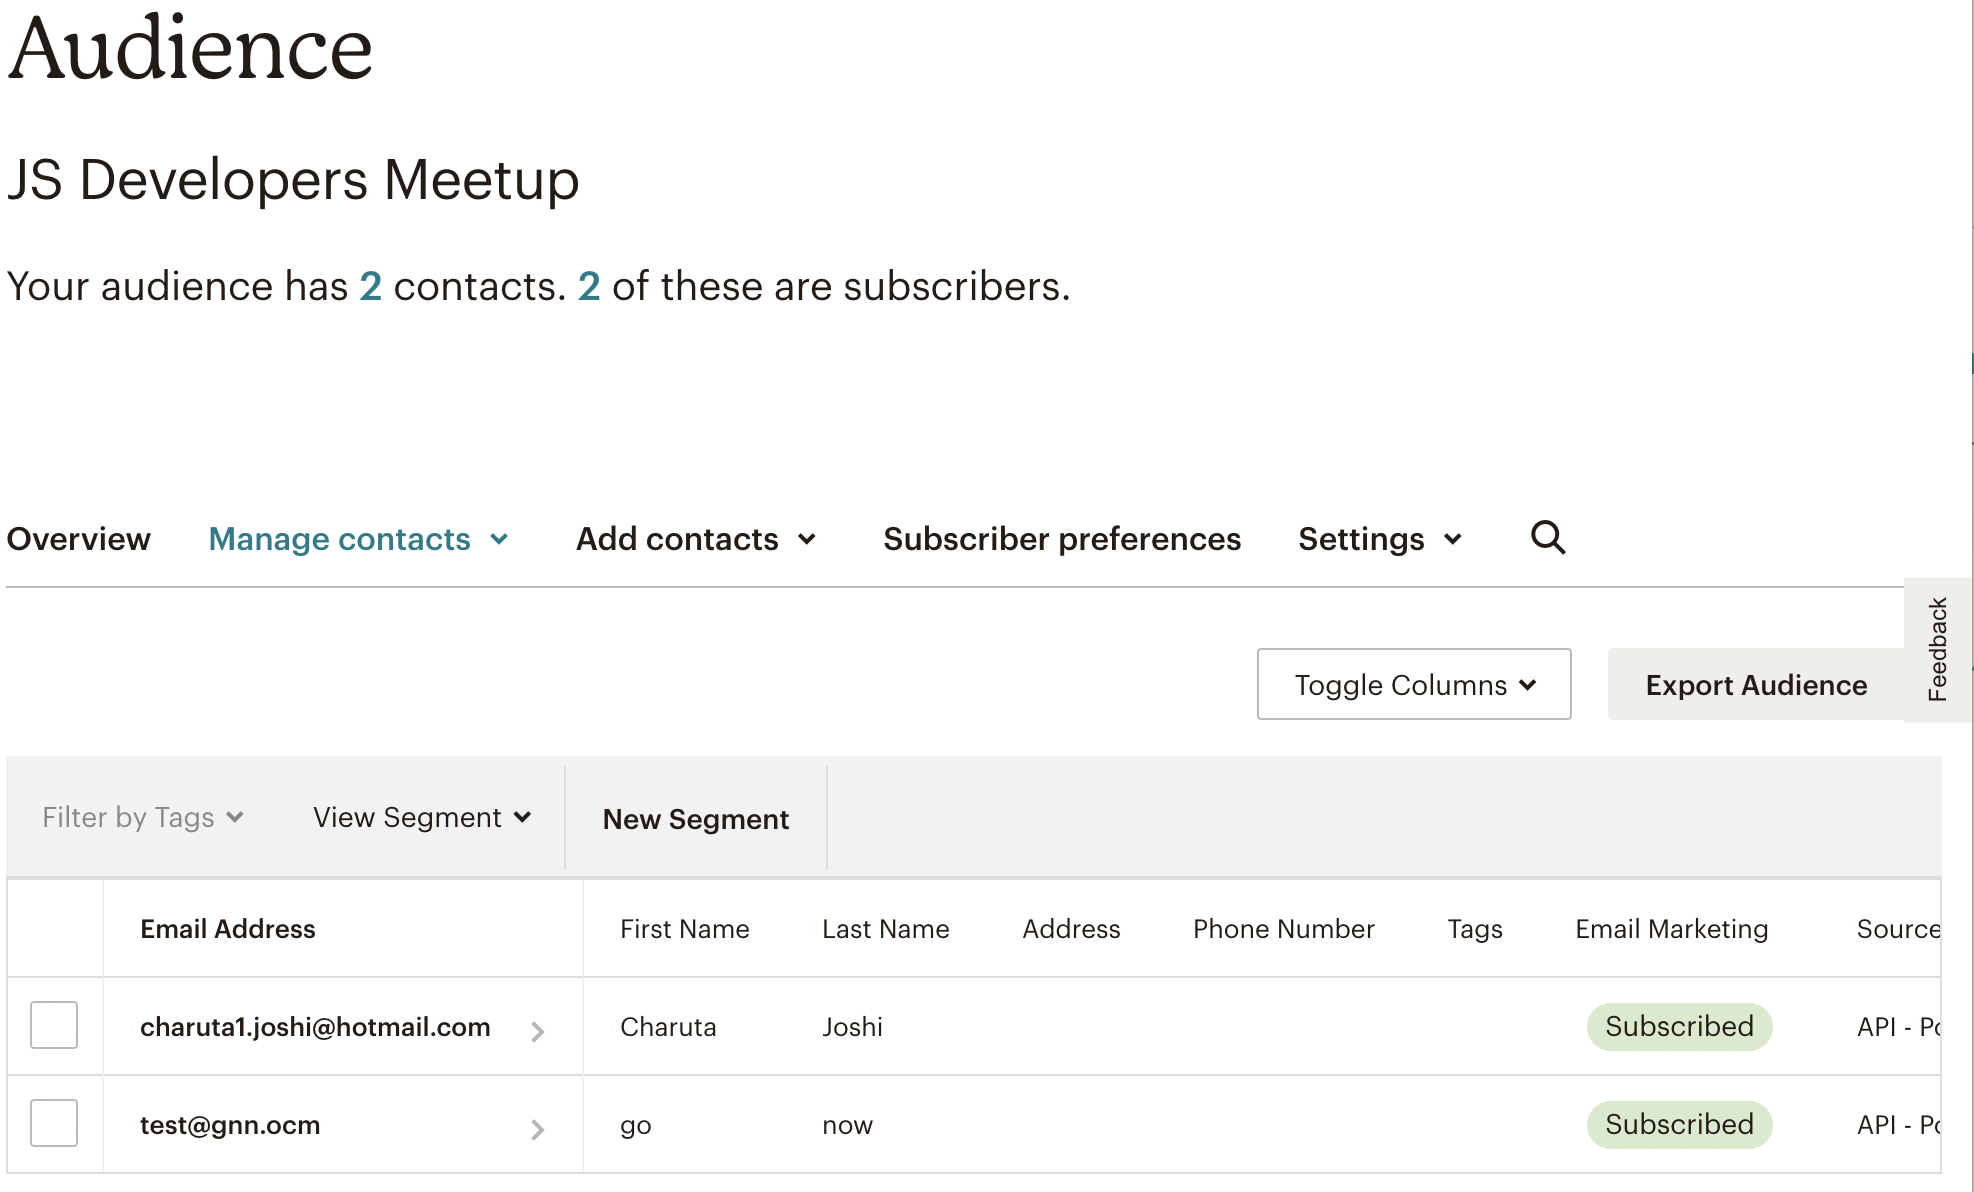 Audience
JS Developers Meetup
Your audience has 2 contacts. 2 of these are subscribers.
Overview Manage contacts Add contacts Subscriber preferences Settings
Feedback
Toggle Columns Export Audience
Filter by Tags View Segment New Segment
Email Address First Name Last Name Address Phone Number Tags Email Marketing Source
charuta1.joshi@hotmail.com Charuta Joshi Subscribed API -
test@gnn.ocm go now Subscribed API -